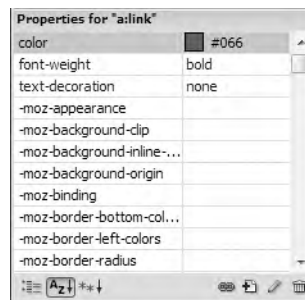 Properties for "a:link"
color #066
font-weight bold
text-decoration none
-moz-appearance
-moz-background-clip
-moz-background-inline-...
-moz-background-origin
-moz-binding
-moz-border-bottom-col...
-moz-border-left-colors
-moz-border-radius
AZ↓ **↓